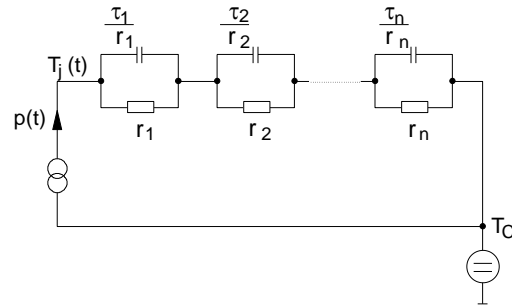 τ1 τ2 τn
r1 r2 rn
Tj (t)
p(t)
r1 r2 rn
TC